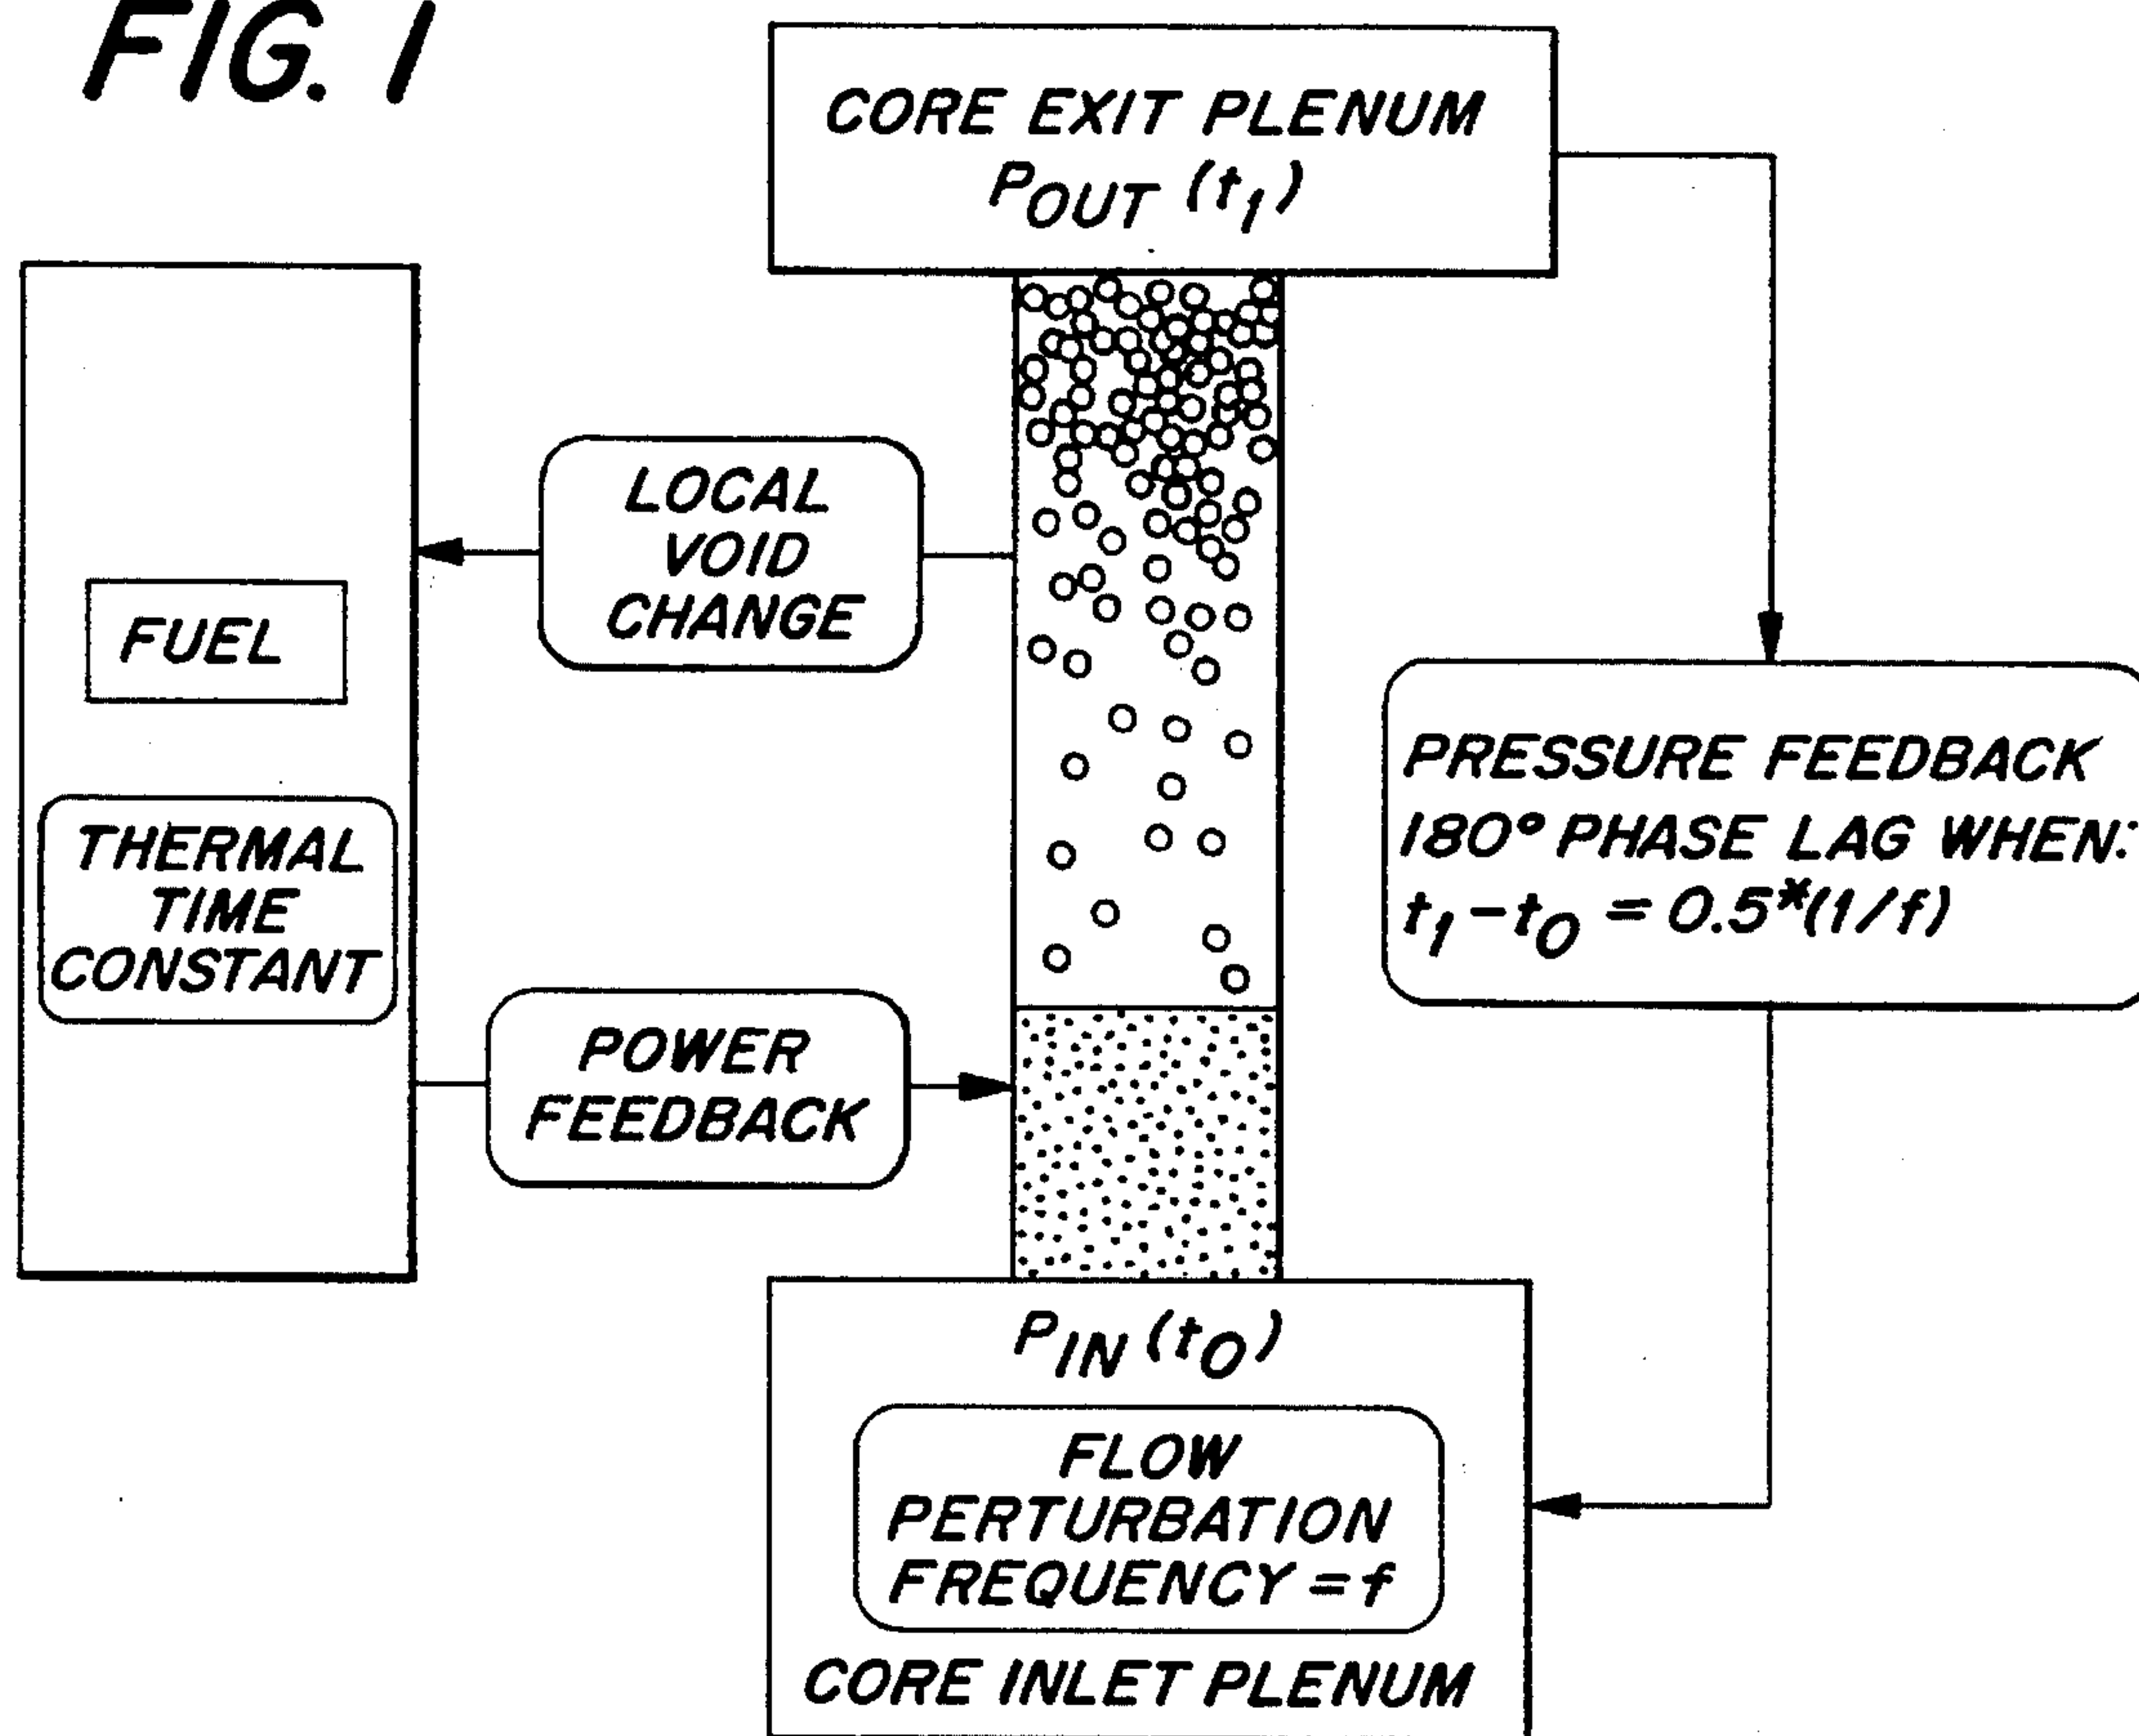 FIG. 1
CORE EXIT PLENUM
POUT (t1)
LOCAL
VOID
CHANGE
FUEL
THERMAL
TIME
CONSTANT
POWER
FEEDBACK
PRESSURE FEEDBACK
180° PHASE LAG WHEN:
t1-t0 = 0.5*(1/f)
PIN (t0)
FLOW
PERTURBATION
FREQUENCY = f
CORE INLET PLENUM